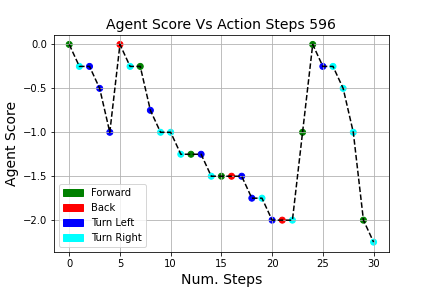 Agent Score Vs Action Steps 596
Agent Score
0.0
−0.5
−1.0
−1.5
−2.0
Forward
Back
Turn Left
Turn Right
0 5 10 15 20 25 30
Num. Steps